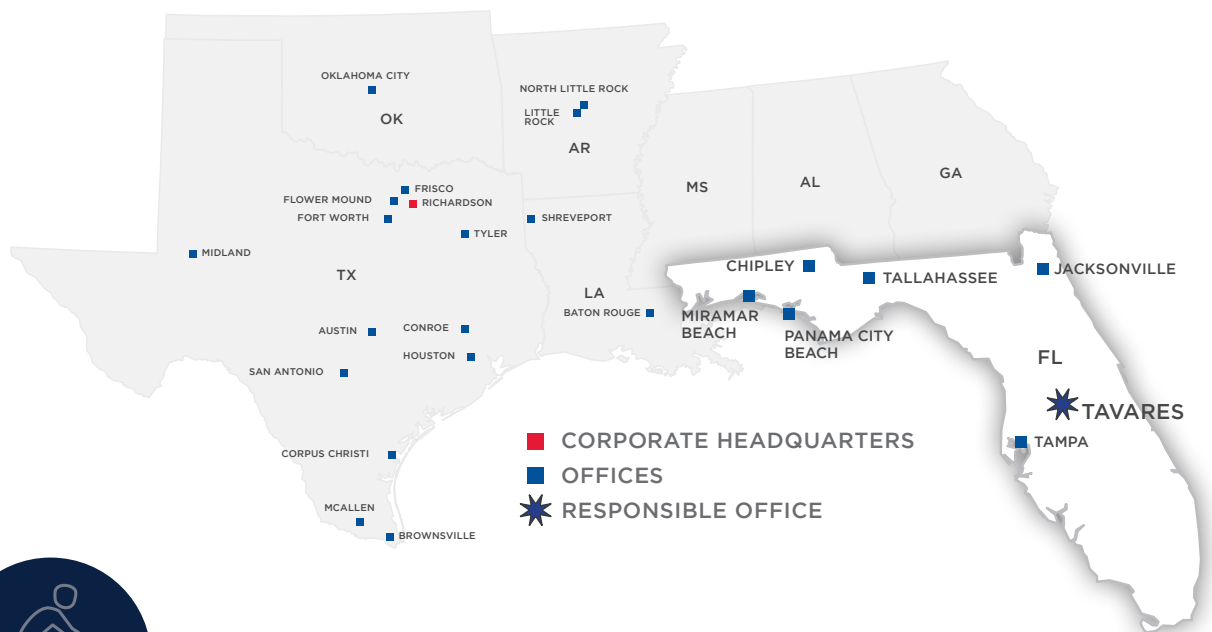 OKLAHOMA CITY
OK
NORTH LITTLE ROCK
LITTLE
ROCK
AR
MS
AL
GA
FRISCO
FLOWER MOUND
RICHARDSON
FORT WORTH
SHREVEPORT
TYLER
MIDLAND
TX
LA
BATON ROUGE
AUSTIN
CONROE
HOUSTON
SAN ANTONIO
CORPUS CHRISTI
MCALLEN
BROWNSVILLE
CHIPLEY
TALLAHASSEE
JACKSONVILLE
MIRAMAR
BEACH
PANAMA CITY
BEACH
FL
TAVARES
TAMPA
CORPORATE HEADQUARTERS
OFFICES
RESPONSIBLE OFFICE